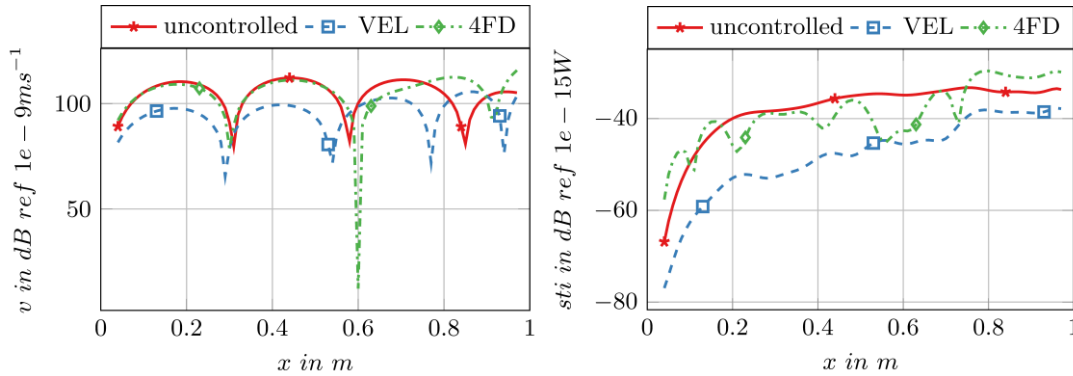 uncontrolled VEL 4FD
v in dB ref 1e − 9ms−1
100
50
0 0.2 0.4 0.6 0.8 1
x in m
uncontrolled VEL 4FD
sti in dB ref 1e − 15W
−40
−60
−80
0 0.2 0.4 0.6 0.8 1
x in m